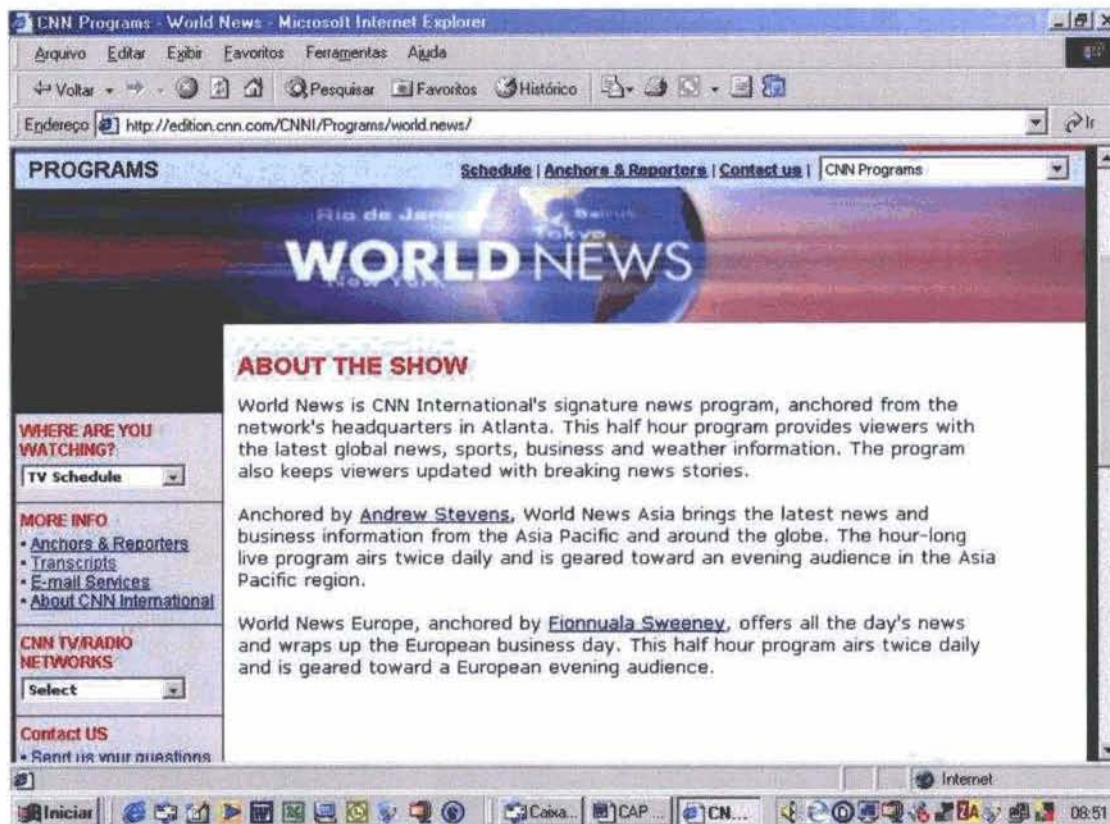 CNN Programs - World News - Microsoft Internet Explorer
Arquivo Editar Exibir Favoritos Ferramentas Ajuda
Voltar Pesquisar Favoritos Histórico
Endereço http://edition.cnn.com/CNNI/Programs/world.news/ Ir
PROGRAMS Schedule | Anchors & Reporters | Contact us | CNN Programs
Rio de Beirut
Tokyo
WORLD NEWS
New York
ABOUT THE SHOW
World News is CNN International's signature news program, anchored from the
network's headquarters in Atlanta. This half hour program provides viewers with
the latest global news, sports, business and weather information. The program
also keeps viewers updated with breaking news stories.
Anchored by Andrew Stevens, World News Asia brings the latest news and
business information from the Asia Pacific and around the globe. The hour-long
live program airs twice daily and is geared toward an evening audience in the Asia
Pacific region.
World News Europe, anchored by Fionnuala Sweeney, offers all the day's news
and wraps up the European business day. This half hour program airs twice daily
and is geared toward a European evening audience.
WHERE ARE YOU
WATCHING?
TV Schedule
MORE INFO
• Anchors & Reporters
• Transcripts
• E-mail Services
• About CNN International
CNN TV/RADIO
NETWORKS
Select
Contact US
• Send us your questions
Internet
Iniciar Caixa... CAP ... CN... 08:51